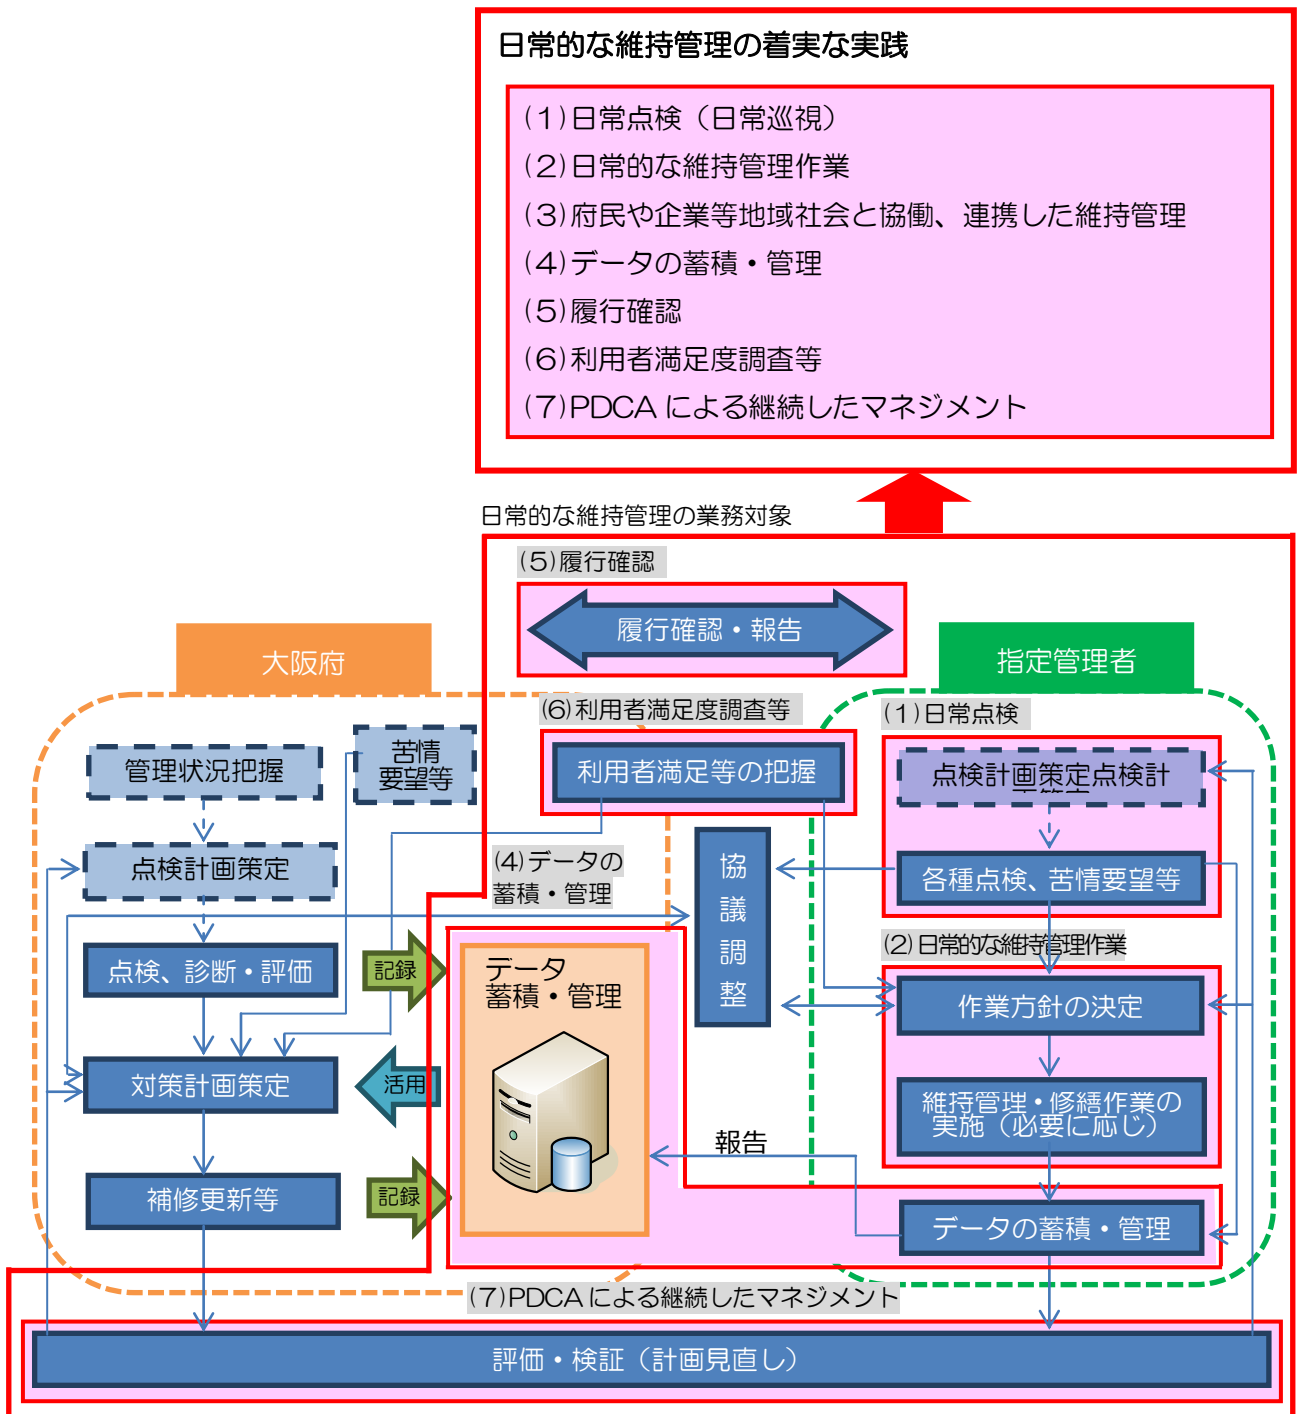 日常的な維持管理の着実な実践
(1)日常点検（日常巡視）
(2)日常的な維持管理作業
(3)府民や企業等地域社会と協働、連携した維持管理
(4)データの蓄積・管理
(5)履行確認
(6)利用者満足度調査等
(7)PDCAによる継続したマネジメント
日常的な維持管理の業務対象
(5)履行確認
履行確認・報告
大阪府
指定管理者
(6)利用者満足度調査等
(1)日常点検
管理状況把握
苦情
要望等
利用者満足等の把握
点検計画策定点検計
点検計画策定
(4)データの
蓄積・管理
協議調整
各種点検、苦情要望等
(2)日常的な維持管理作業
点検、診断・評価
記録
データ
蓄積・管理
作業方針の決定
対策計画策定
活用
維持管理・修繕作業の
実施（必要に応じ）
報告
補修更新等
記録
データの蓄積・管理
(7)PDCAによる継続したマネジメント
評価・検証（計画見直し）